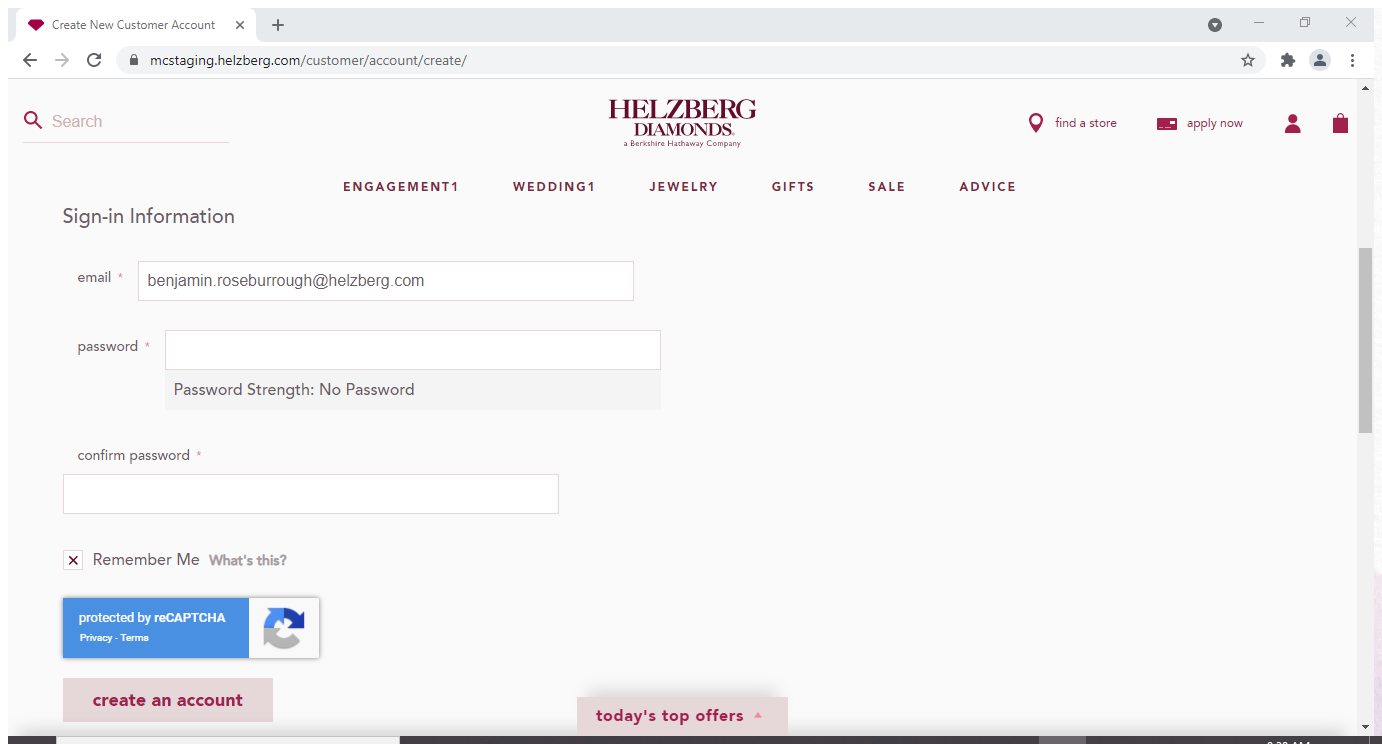 Create New Customer Account
mcstaging.helzberg.com/customer/account/create/
Search
HELZBERG
DIAMONDS
a Berkshire Hathaway Company
find a store
apply now
ENGAGEMENT1 WEDDING1 JEWELRY GIFTS SALE ADVICE
Sign-in Information
email *
benjamin.roseburrough@helzberg.com
password *
Password Strength: No Password
confirm password *
Remember Me What's this?
protected by reCAPTCHA
Privacy - Terms
create an account
today's top offers